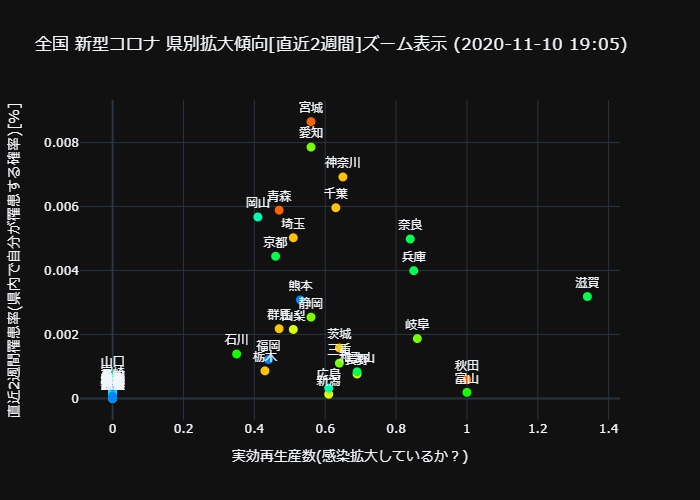 全国 新型コロナ 県別拡大傾向[直近2週間]ズーム表示 (2020-11-10 19:05)
直近2週間罹患率(県内で自分が罹患する確率)[%]
0.008
0.006
0.004
0.002
0
宮城
愛知
神奈川
千葉
青森
岡山
埼玉
奈良
京都
兵庫
熊本
滋賀
静岡
群馬
山梨
岐阜
茨城
石川
福岡
三重
栃木
長野
山口
秋田
富山
広島
新潟
0
0.2
0.4
0.6
0.8
1
1.2
1.4
実効再生産数(感染拡大しているか？)